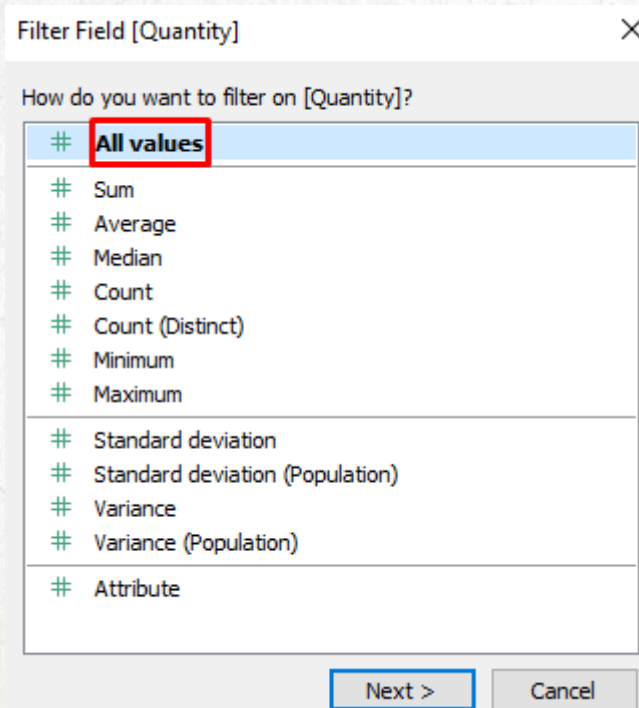 Filter Field [Quantity]
How do you want to filter on [Quantity]?
# All values
# Sum
# Average
# Median
# Count
# Count (Distinct)
# Minimum
# Maximum
# Standard deviation
# Standard deviation (Population)
# Variance
# Variance (Population)
# Attribute
Next > Cancel